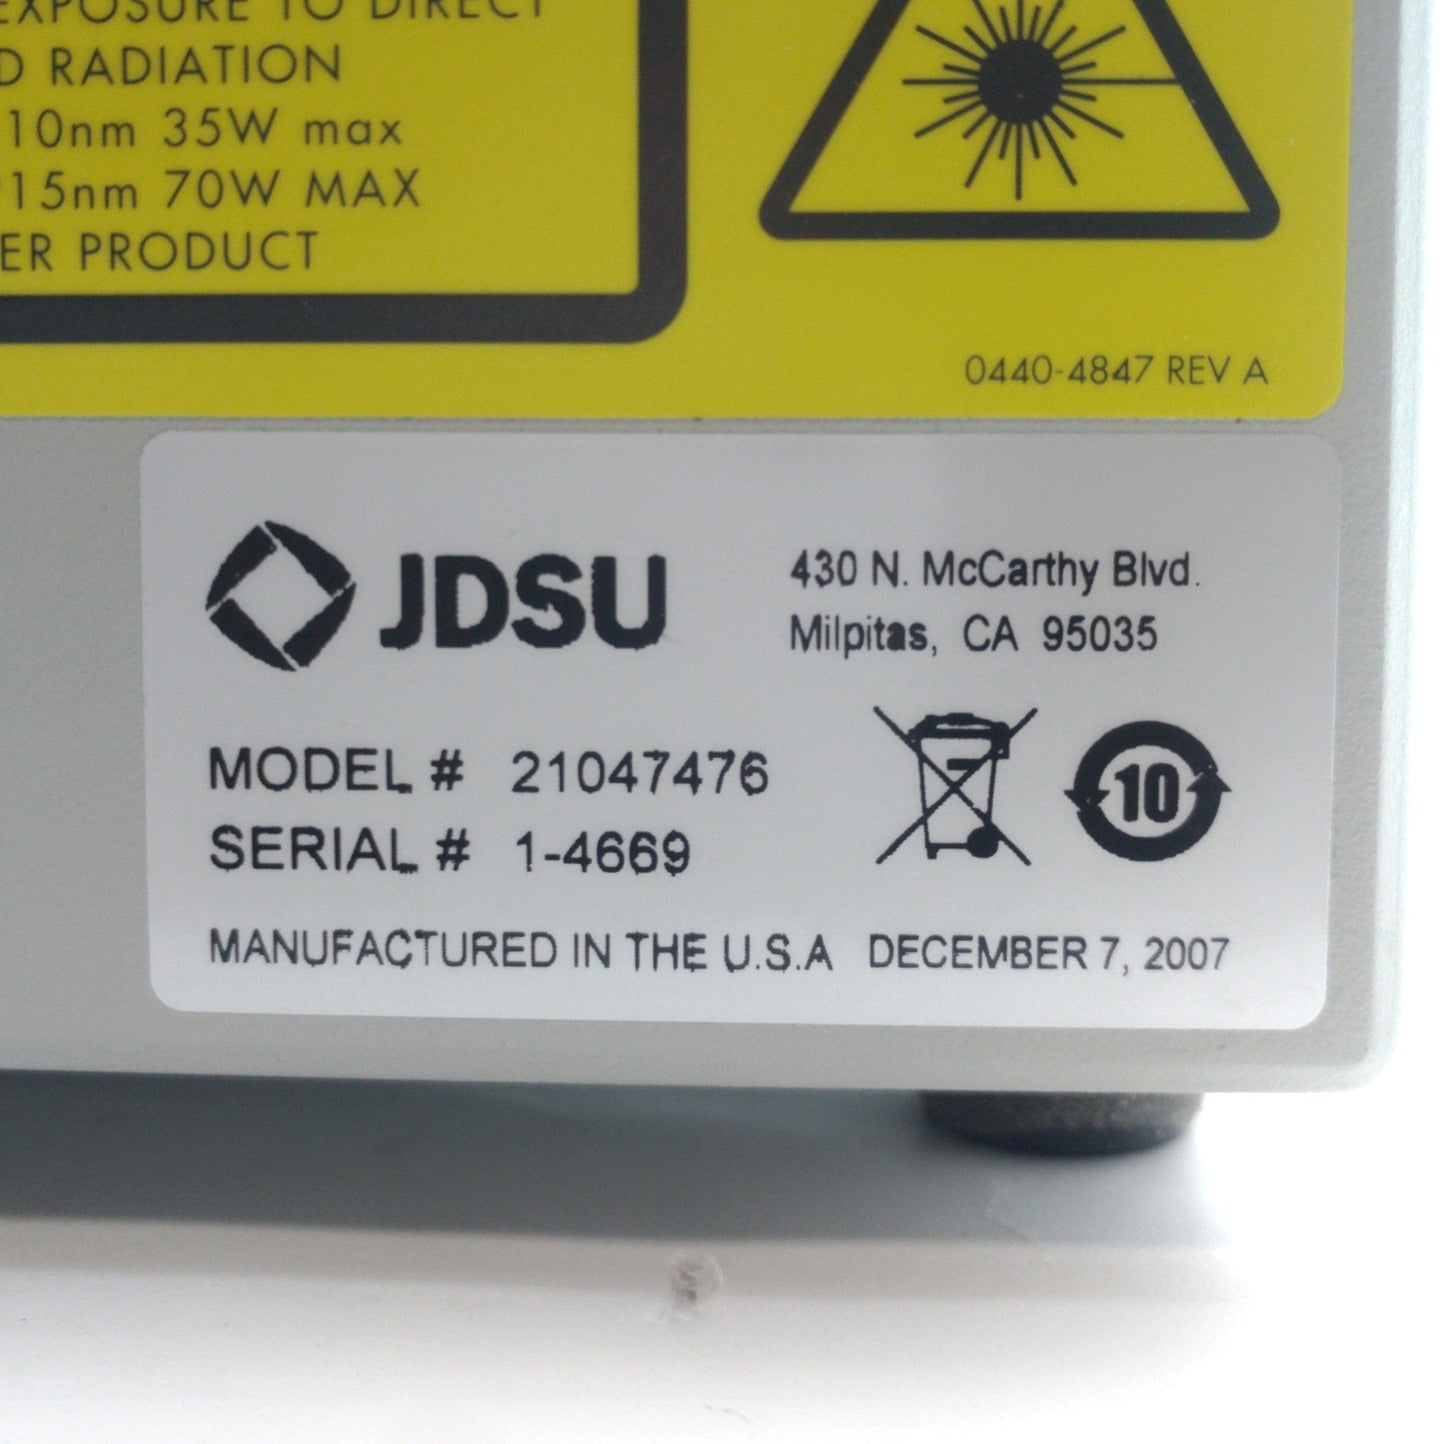 EXPOSURE TO DIRECT
RADIATION
10nm 35W max
15nm 70W MAX
PRODUCT
0440-4847 REV A
JDSU
430 N. McCarthy Blvd.
Milpitas, CA 95035
MODEL # 21047476
SERIAL # 1-4669
10
MANUFACTURED IN THE U.S.A DECEMBER 7, 2007